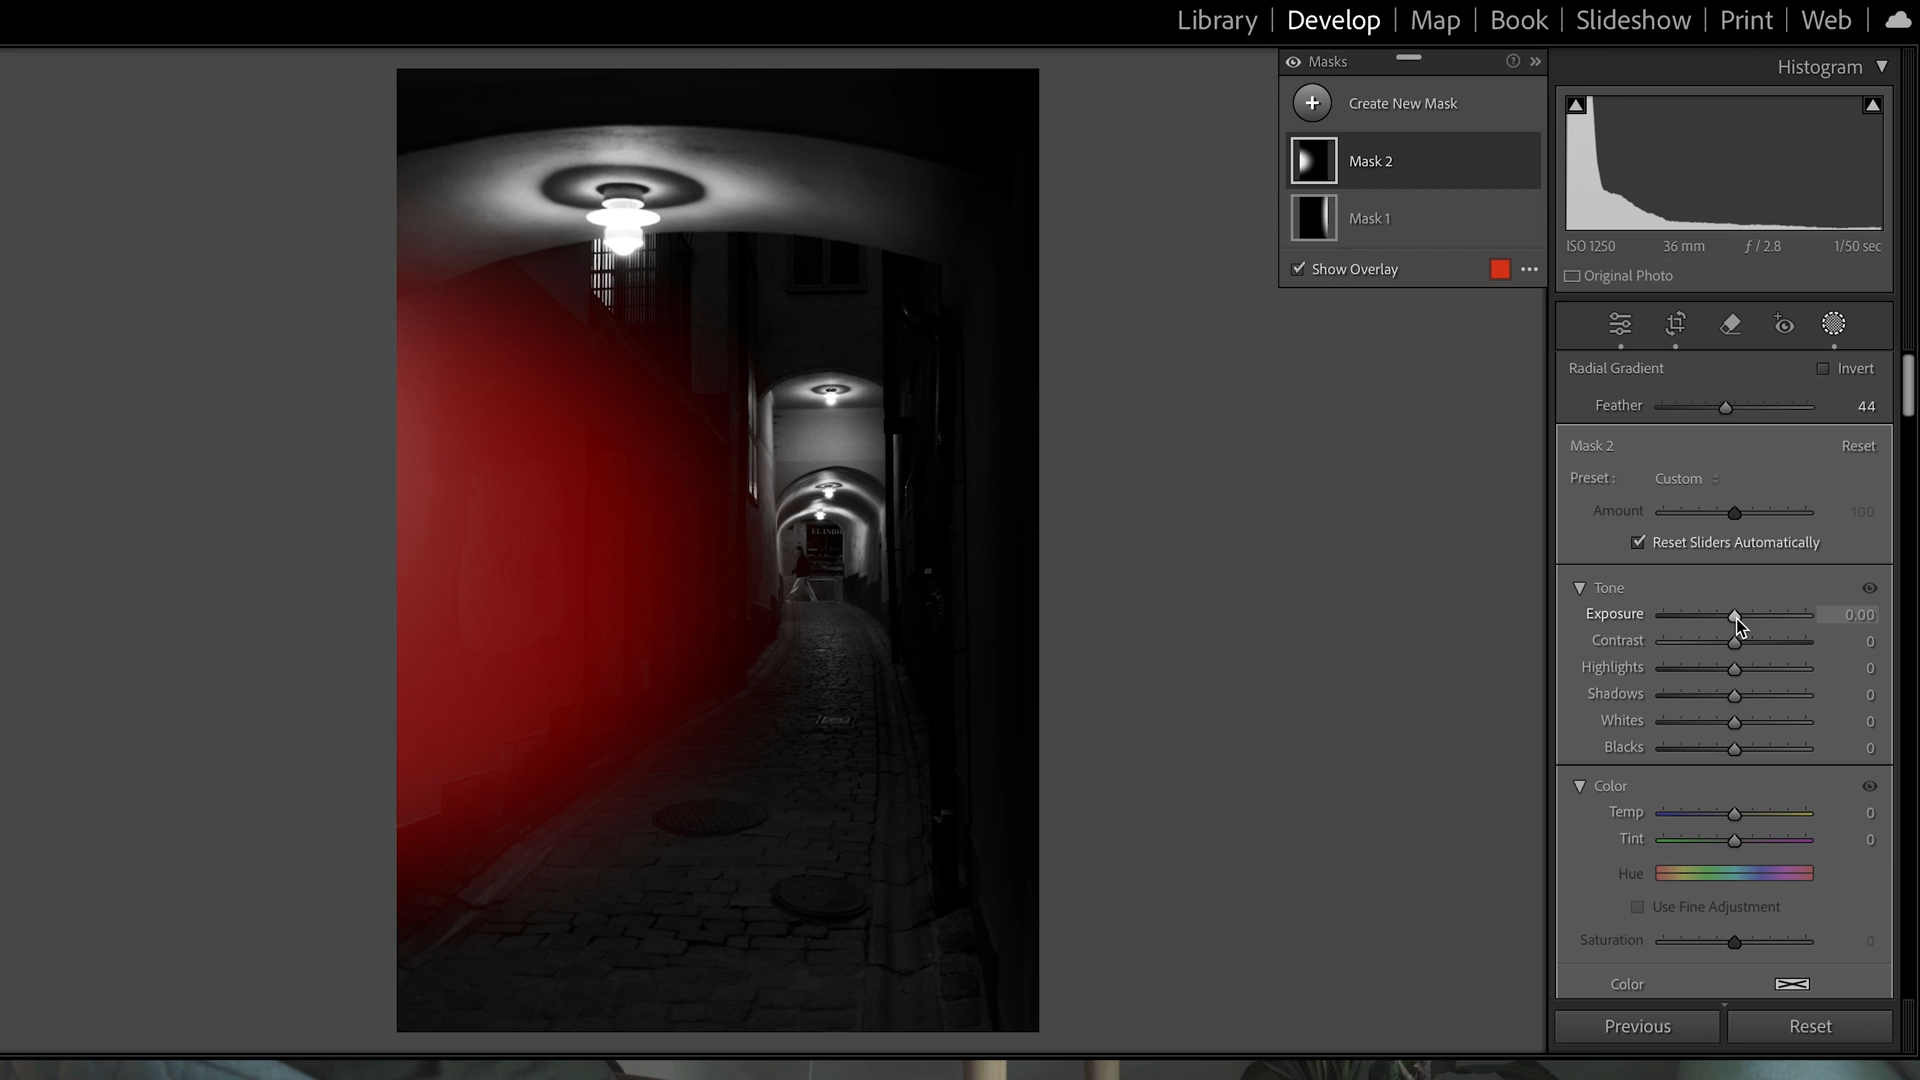 Library | Develop | Map | Book | Slideshow | Print | Web |
Masks
Create New Mask
Mask 2
Mask 1
Show Overlay
Histogram
ISO 1250 36 mm ƒ / 2.8 1/50 sec
Original Photo
Radial Gradient Invert
Feather 44
Mask 2 Reset
Preset : Custom
Amount 100
Reset Sliders Automatically
Tone
Exposure 0.00
Contrast 0
Highlights 0
Shadows 0
Whites 0
Blacks 0
Color
Temp 0
Tint 0
Hue
Use Fine Adjustment
Saturation 0
Color
Previous Reset